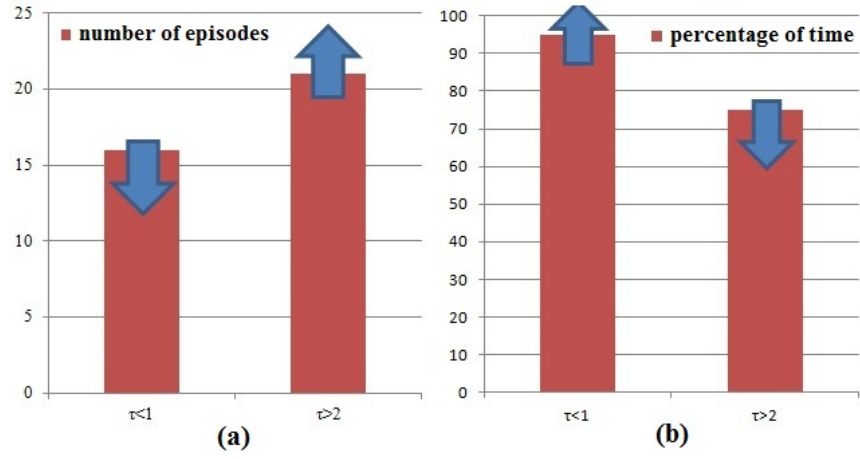 number of episodes
25
20
15
10
5
0
τ<1
τ>2
(a)
percentage of time
100
90
80
70
60
50
40
30
20
10
0
τ<1
τ>2
(b)